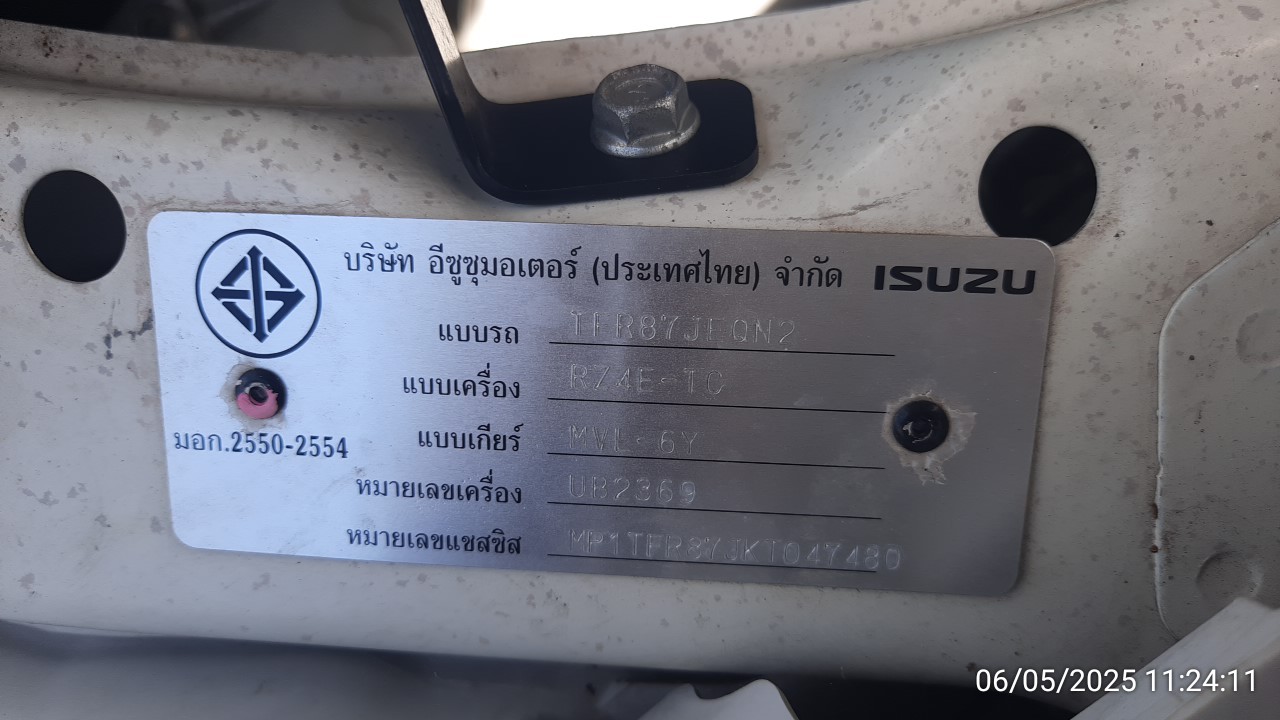 บริษัท อีซูซุมอเตอร์ (ประเทศไทย) จำกัด ISUZU
แบบรถ TFR87JEQN2
แบบเครื่อง RZ4E-TC
แบบเกียร์ MVL-6Y
มอก.2550-2554
หมายเลขเครื่อง UB2369
หมายเลขแชสซิส MP1TFR87JKT047480
06/05/2025 11:24:11